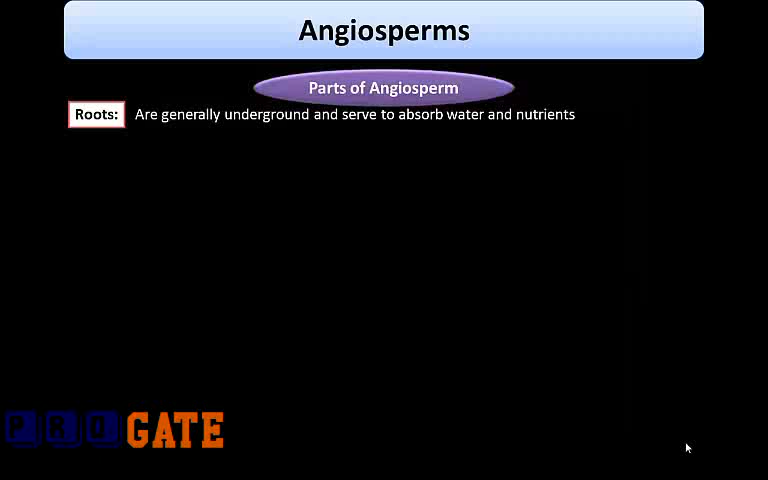 Angiosperms
Parts of Angiosperm
Roots: Are generally underground and serve to absorb water and nutrients
PROGATE